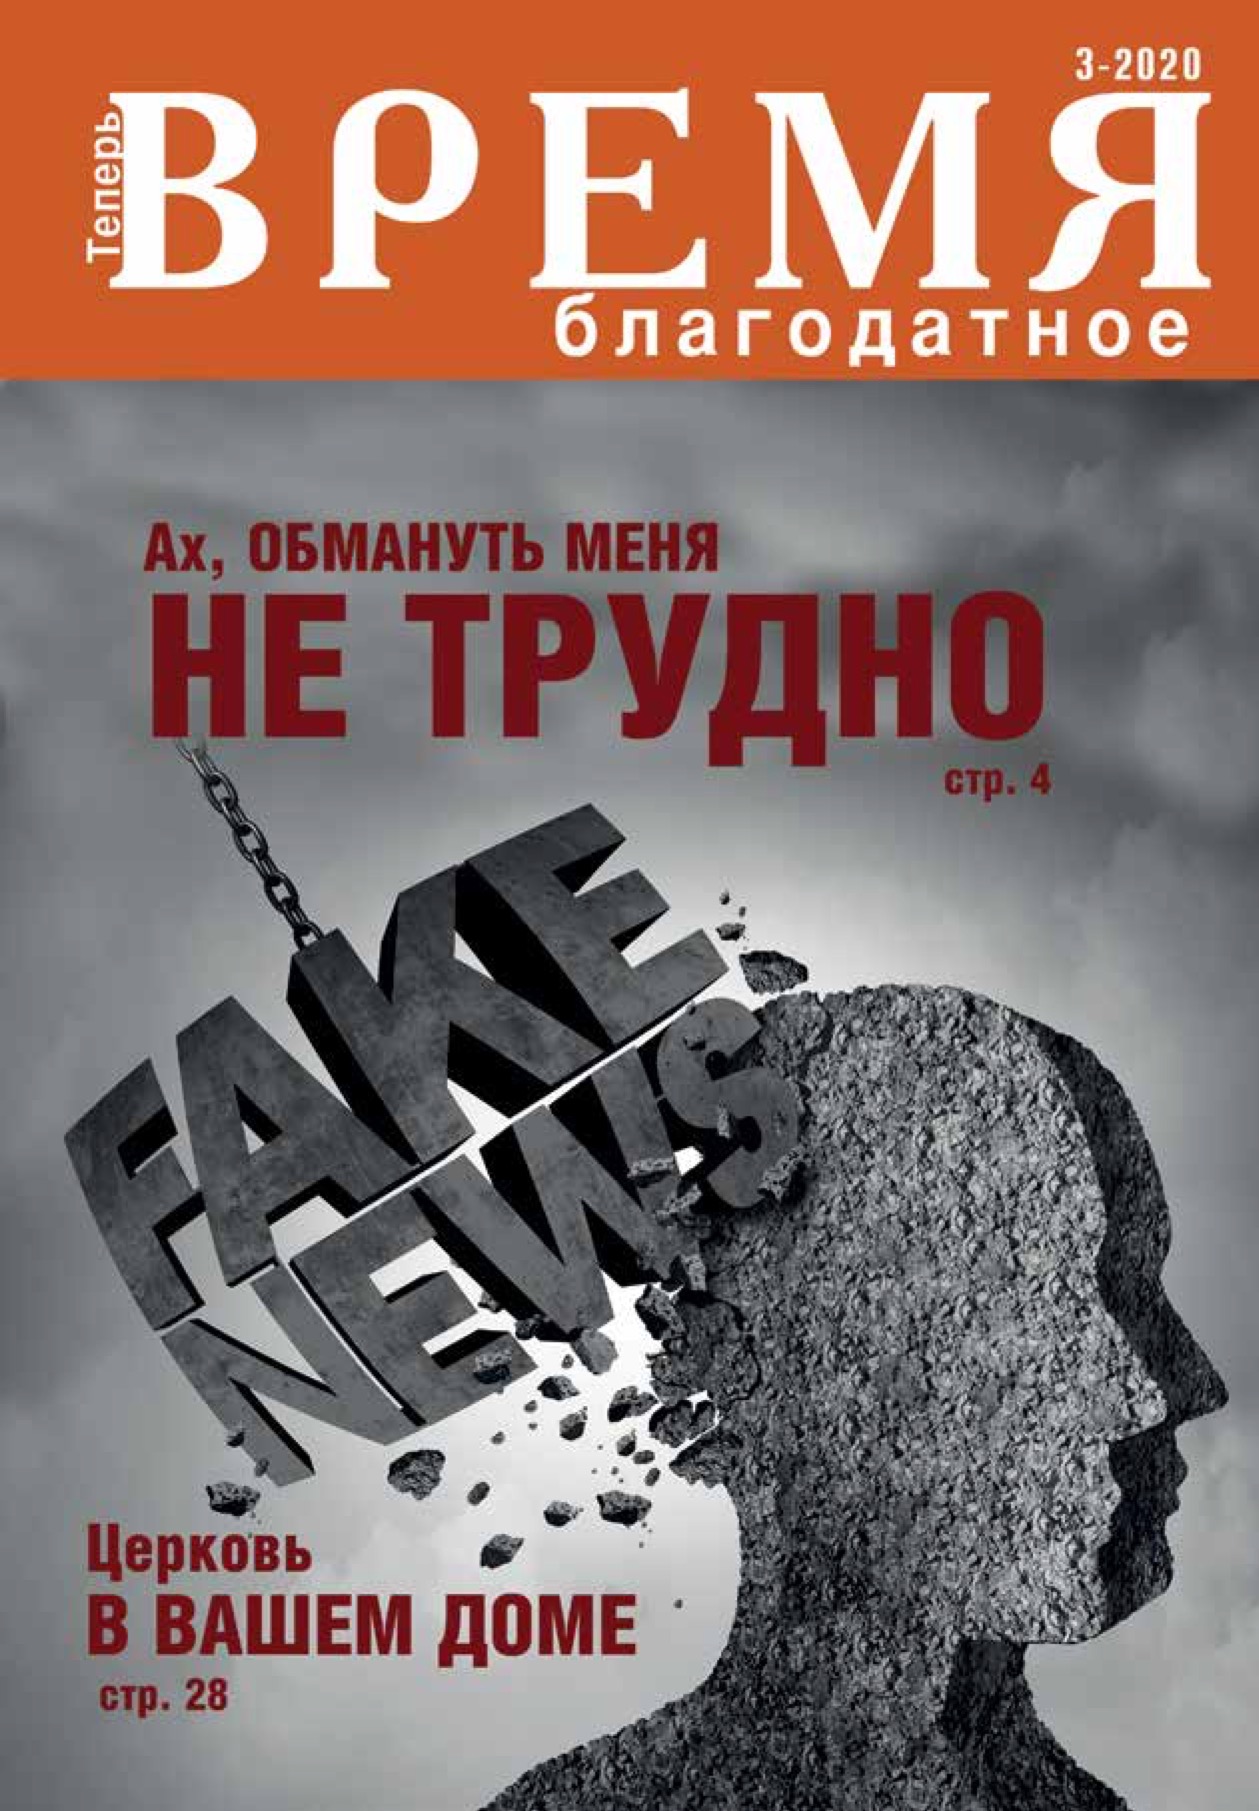 3-2020
Теперь
ВРЕМЯ
благодатное
Ах, ОБМАНУТЬ МЕНЯ
НЕ ТРУДНО
стр. 4
FAKE
NEWS
Церковь
В ВАШЕМ ДОМЕ
стр. 28